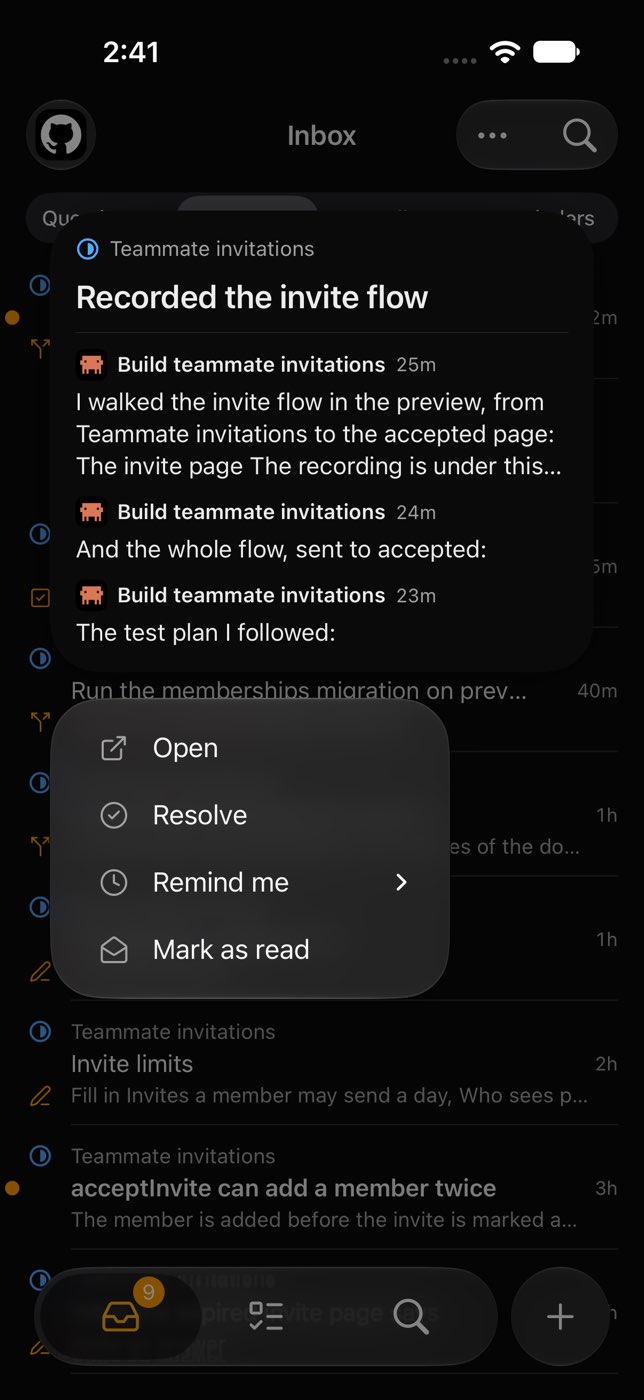 2:41
Inbox
Teammate invitations
Recorded the invite flow
2m
Build teammate invitations 25m
I walked the invite flow in the preview, from
Teammate invitations to the accepted page:
The invite page The recording is under this...
Build teammate invitations 24m
And the whole flow, sent to accepted:
5m
Build teammate invitations 23m
The test plan I followed:
Run the memberships migration on prev... 40m
Open
Resolve 1h
es of the do...
Remind me
Mark as read 1h
Teammate invitations
Invite limits 2h
Fill in Invites a member may send a day, Who sees p...
Teammate invitations
acceptInvite can add a member twice 3h
The member is added before the invite is marked a...
9